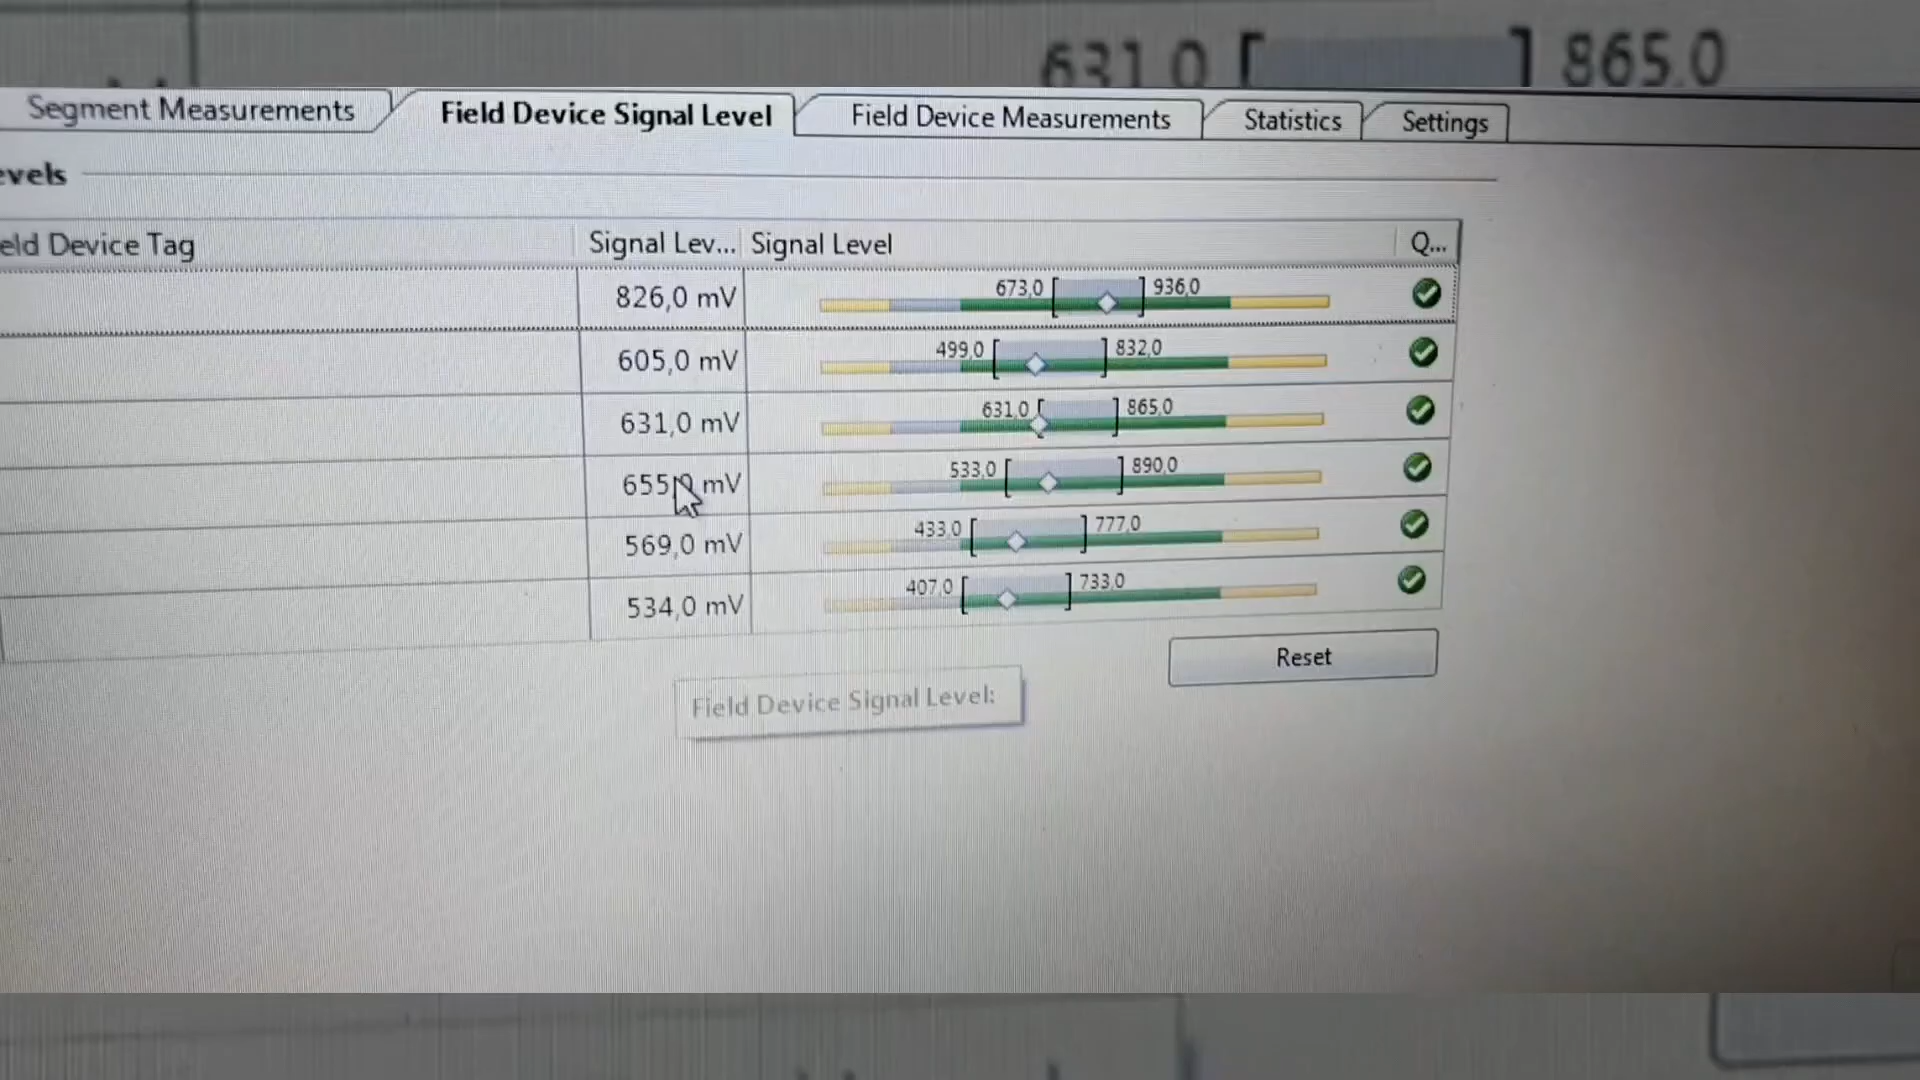 631.0 [ ] 865.0
Segment Measurements Field Device Signal Level Field Device Measurements Statistics Settings
evels
eld Device Tag Signal Lev... Signal Level Q...
826,0 mV 673,0 [ ] 936,0
605,0 mV 499,0 [ ] 832,0
631,0 mV 631,0 [ ] 865,0
655,0 mV 533,0 [ ] 890,0
569,0 mV 433,0 [ ] 777,0
534,0 mV 407,0 [ ] 733,0
Reset
Field Device Signal Level: